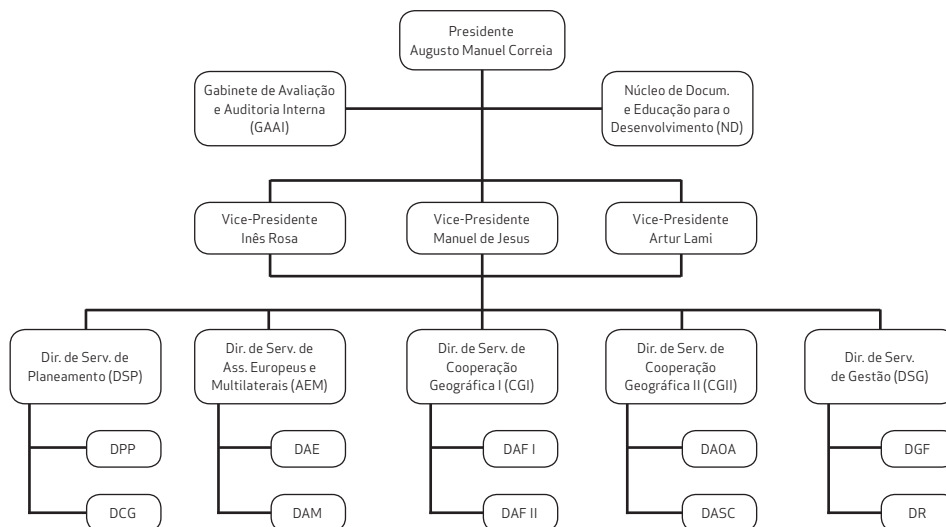 Presidente
Augusto Manuel Correia
Gabinete de Avaliação
e Auditoria Interna
(GAAI)
Núcleo de Docum.
e Educação para o
Desenvolvimento (ND)
Vice-Presidente
Inês Rosa
Vice-Presidente
Manuel de Jesus
Vice-Presidente
Artur Lami
Dir. de Serv. de
Planeamento (DSP)
Dir. de Serv. de
Ass. Europeus e
Multilaterais (AEM)
Dir. de Serv. de
Cooperação
Geográfica I (CGI)
Dir. de Serv. de
Cooperação
Geográfica II (CGII)
Dir. de Serv.
de Gestão (DSG)
DPP
DAE
DAF I
DAOA
DGF
DCG
DAM
DAF II
DASC
DR